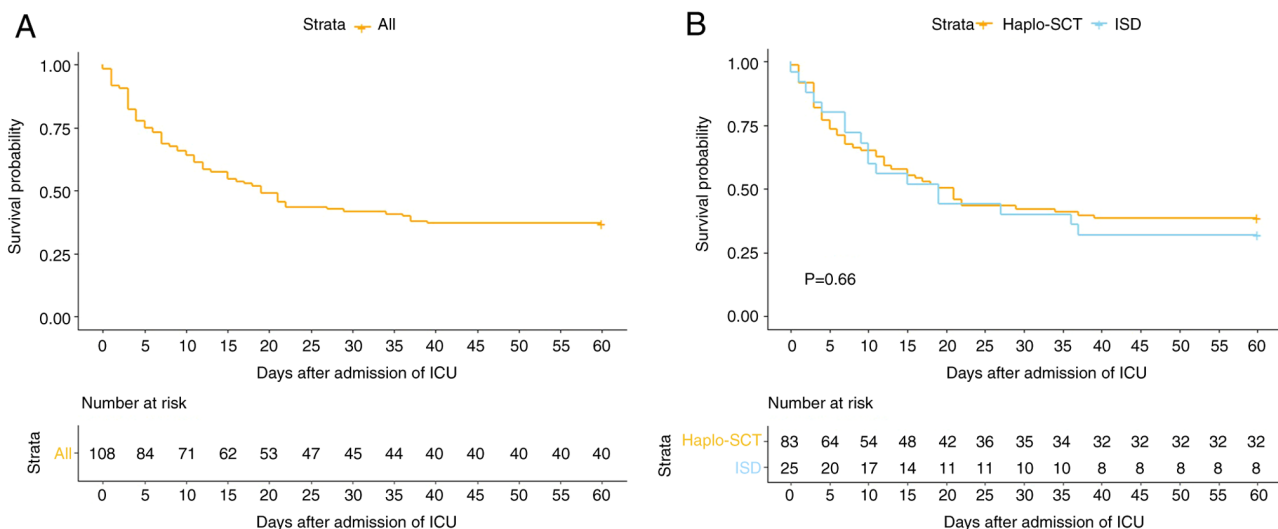 A
Strata All
1.00
0.75
0.50
0.25
0.00
Survival probability
0 5 10 15 20 25 30 35 40 45 50 55 60
Days after admission of ICU
Number at risk
Strata
All 108 84 71 62 53 47 45 44 40 40 40 40 40
0 5 10 15 20 25 30 35 40 45 50 55 60
Days after admission of ICU
B
Strata Haplo-SCT ISD
1.00
0.75
0.50
0.25
0.00
Survival probability
P=0.66
0 5 10 15 20 25 30 35 40 45 50 55 60
Days after admission of ICU
Number at risk
Strata
Haplo-SCT 83 64 54 48 42 36 35 34 32 32 32 32 32
ISD 25 20 17 14 11 11 10 10 8 8 8 8 8
0 5 10 15 20 25 30 35 40 45 50 55 60
Days after admission of ICU